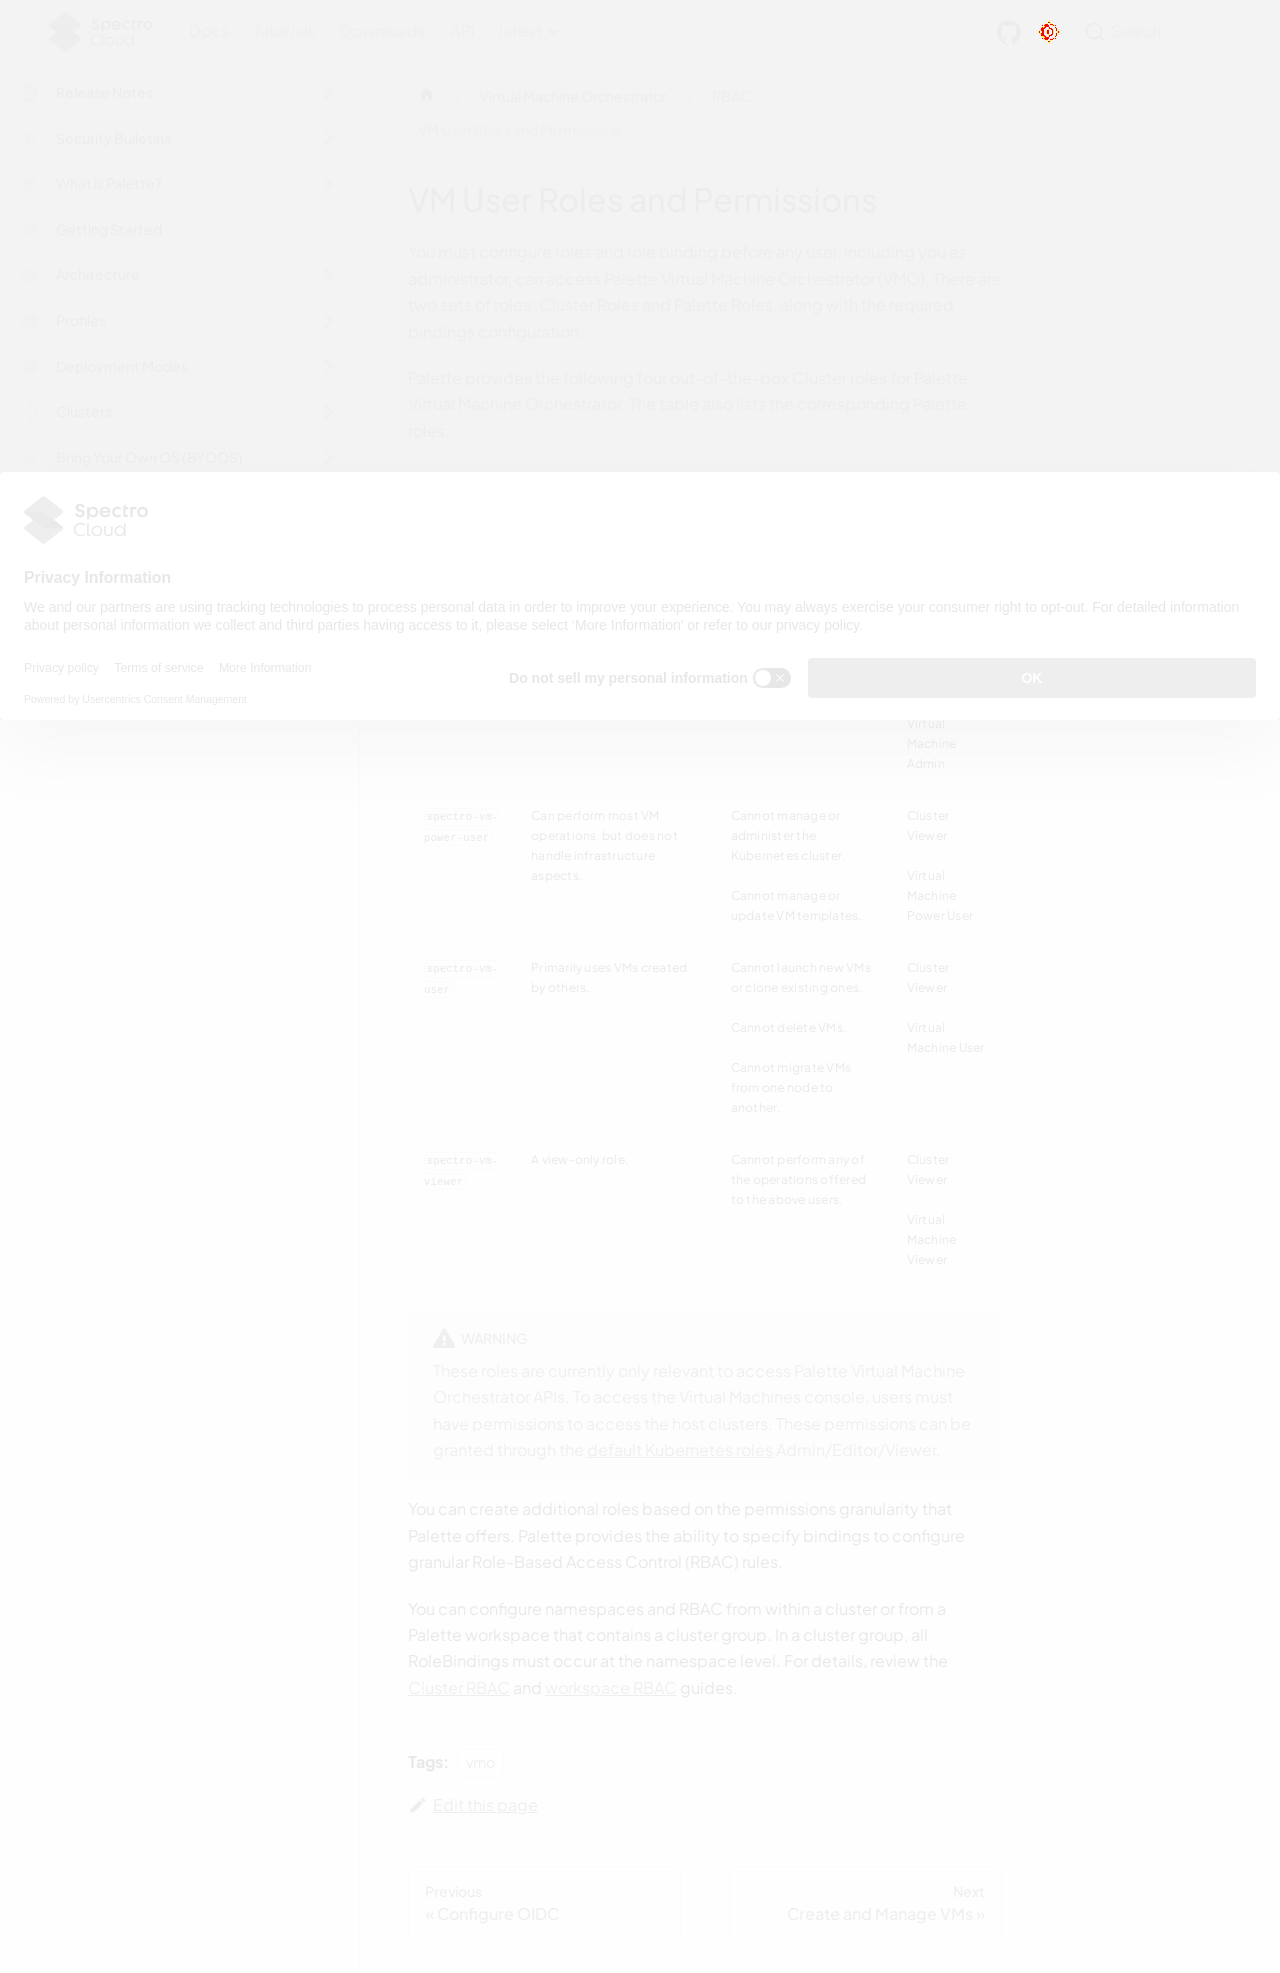 Spectro
Cloud
Docs Tutorials Downloads API latest
Search
Release Notes
Security Bulletins
What is Palette?
Getting Started
Architecture
Profiles
Deployment Modes
Clusters
Bring Your Own OS (BYOOS)
Virtual Machine Orchestrator RBAC
VM User Roles and Permissions
VM User Roles and Permissions
You must configure roles and role binding before any user, including you as
administrator, can access Palette Virtual Machine Orchestrator (VMO). There are
two sets of roles: Cluster Roles and Palette Roles, along with the required
bindings configuration.
Palette provides the following four out-of-the-box Cluster roles for Palette
Virtual Machine Orchestrator. The table also lists the corresponding Palette
roles.
Spectro
Cloud
Privacy Information
We and our partners are using tracking technologies to process personal data in order to improve your experience. You may always exercise your consumer right to opt-out. For detailed information
about personal information we collect and third parties having access to it, please select 'More Information' or refer to our privacy policy.
Privacy policy Terms of service More Information
Do not sell my personal information
OK
Powered by Usercentrics Consent Management
Virtual
Machine
Admin
spectro-vm-
power-user
Can perform most VM
operations, but does not
handle infrastructure
aspects.
Cannot manage or
administer the
Kubernetes cluster.
Cannot manage or
update VM templates.
Cluster
Viewer
Virtual
Machine
Power User
spectro-vm-
user
Primarily uses VMs created
by others.
Cannot launch new VMs
or clone existing ones.
Cannot delete VMs.
Cannot migrate VMs
from one node to
another.
Cluster
Viewer
Virtual
Machine User
spectro-vm-
viewer
A view-only role.
Cannot perform any of
the operations offered
to the above users.
Cluster
Viewer
Virtual
Machine
Viewer
WARNING
These roles are currently only relevant to access Palette Virtual Machine
Orchestrator APIs. To access the Virtual Machines console, users must
have permissions to access the host clusters. These permissions can be
granted through the default Kubernetes roles Admin/Editor/Viewer.
You can create additional roles based on the permissions granularity that
Palette offers. Palette provides the ability to specify bindings to configure
granular Role-Based Access Control (RBAC) rules.
You can configure namespaces and RBAC from within a cluster or from a
Palette workspace that contains a cluster group. In a cluster group, all
RoleBindings must occur at the namespace level. For details, review the
Cluster RBAC and workspace RBAC guides.
Tags: vmo
Edit this page
Previous
« Configure OIDC
Next
Create and Manage VMs »